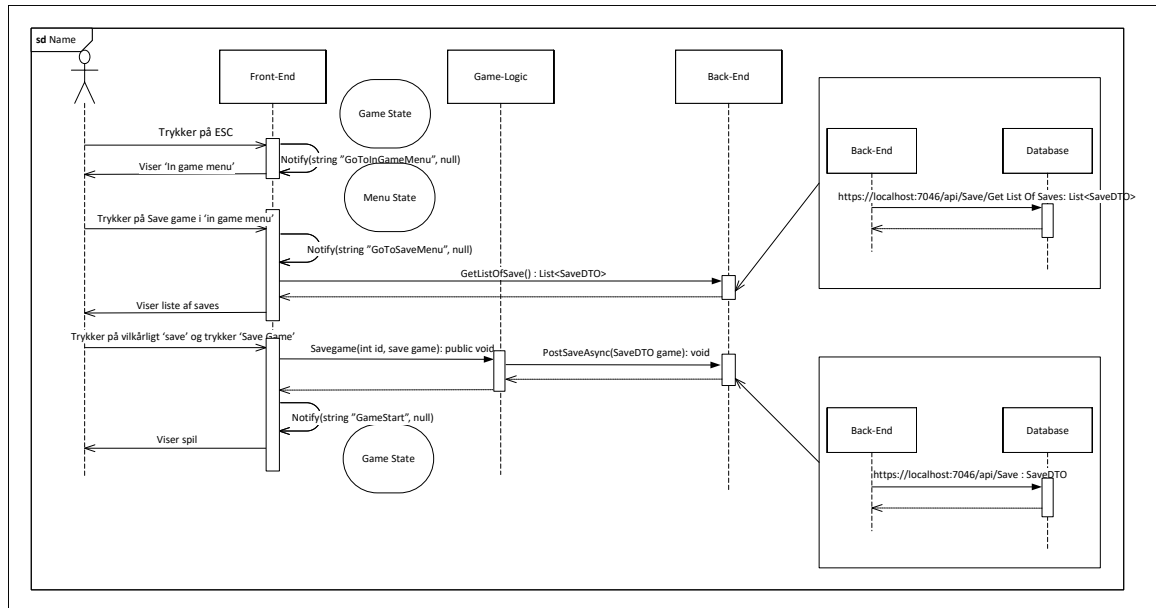 sd Name
Front-End
Game-Logic
Back-End
Game State
Trykker på ESC
Notify(string "GoToInGameMenu", null)
Viser ‘In game menu’
Menu State
Back-End
Database
https://localhost:7046/api/Save/Get List Of Saves: List<SaveDTO>
Trykker på Save game i ‘in game menu’
Notify(string "GoToSaveMenu", null)
GetListOfSave() : List<SaveDTO>
Viser liste af saves
Trykker på vilkårligt ‘save’ og trykker ‘Save Game’
Savegame(int id, save game): public void
PostSaveAsync(SaveDTO game): void
Notify(string "GameStart", null)
Viser spil
Game State
Back-End
Database
https://localhost:7046/api/Save : SaveDTO